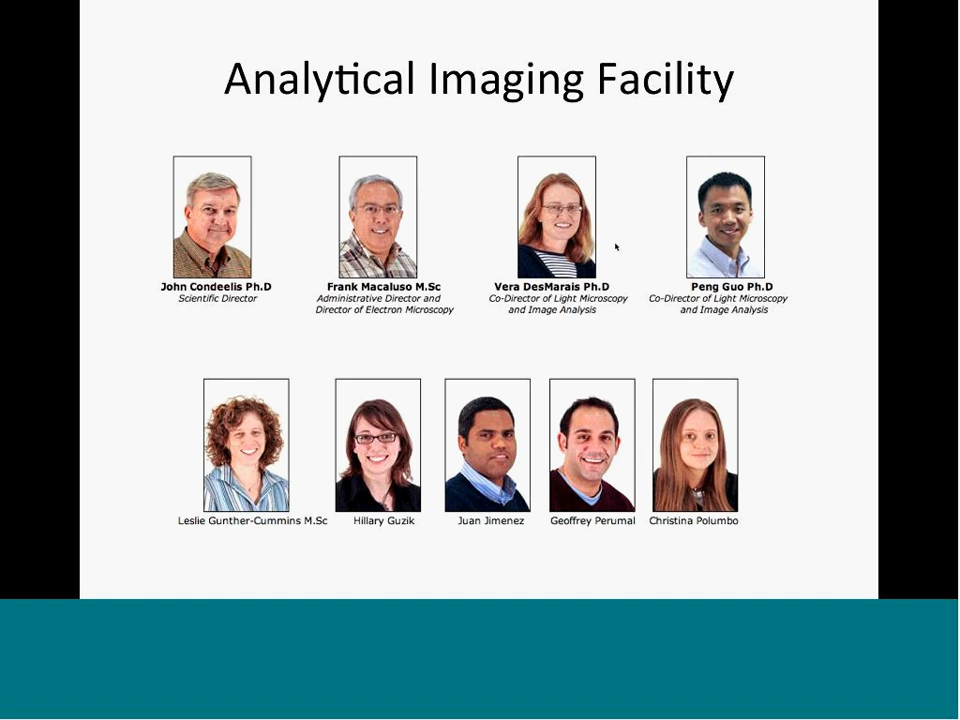 Analytical Imaging Facility
John Condeelis Ph.D
Scientific Director
Frank Macaluso M.Sc
Administrative Director and
Director of Electron Microscopy
Vera DesMarais Ph.D
Co-Director of Light Microscopy
and Image Analysis
Peng Guo Ph.D
Co-Director of Light Microscopy
and Image Analysis
Leslie Gunther-Cummins M.Sc
Hillary Guzik
Juan Jimenez
Geoffrey Perumal
Christina Polumbo